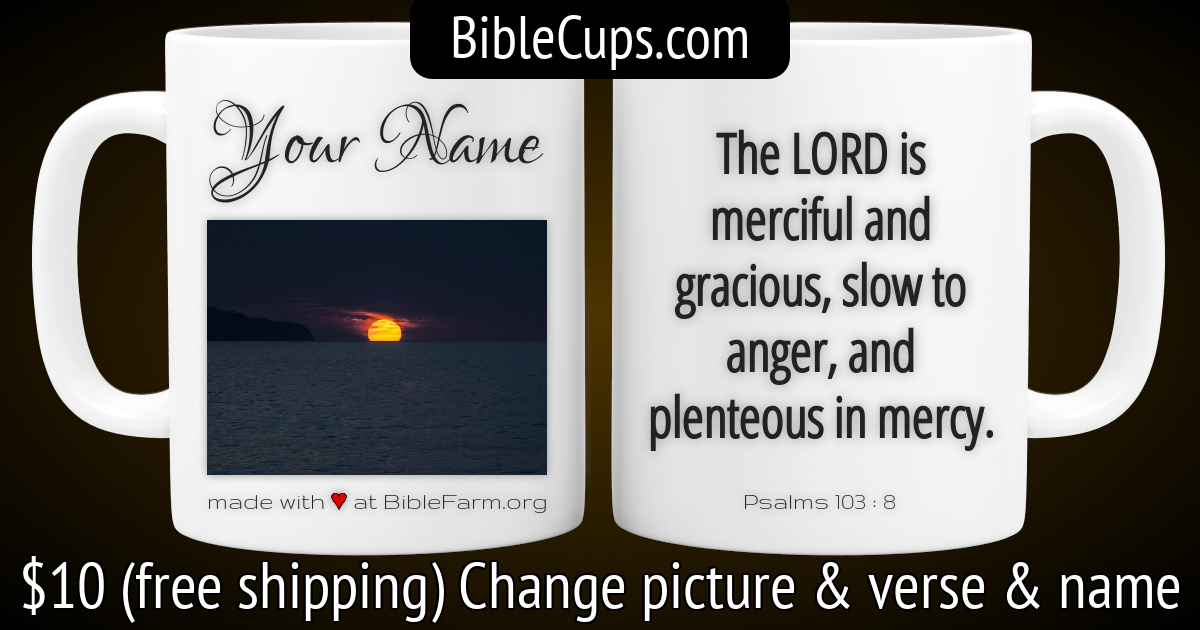 BibleCups.com
Your Name
made with ♥ at BibleFarm.org
The LORD is
merciful and
gracious, slow to
anger, and
plenteous in mercy.
Psalms 103 : 8
$10 (free shipping) Change picture & verse & name